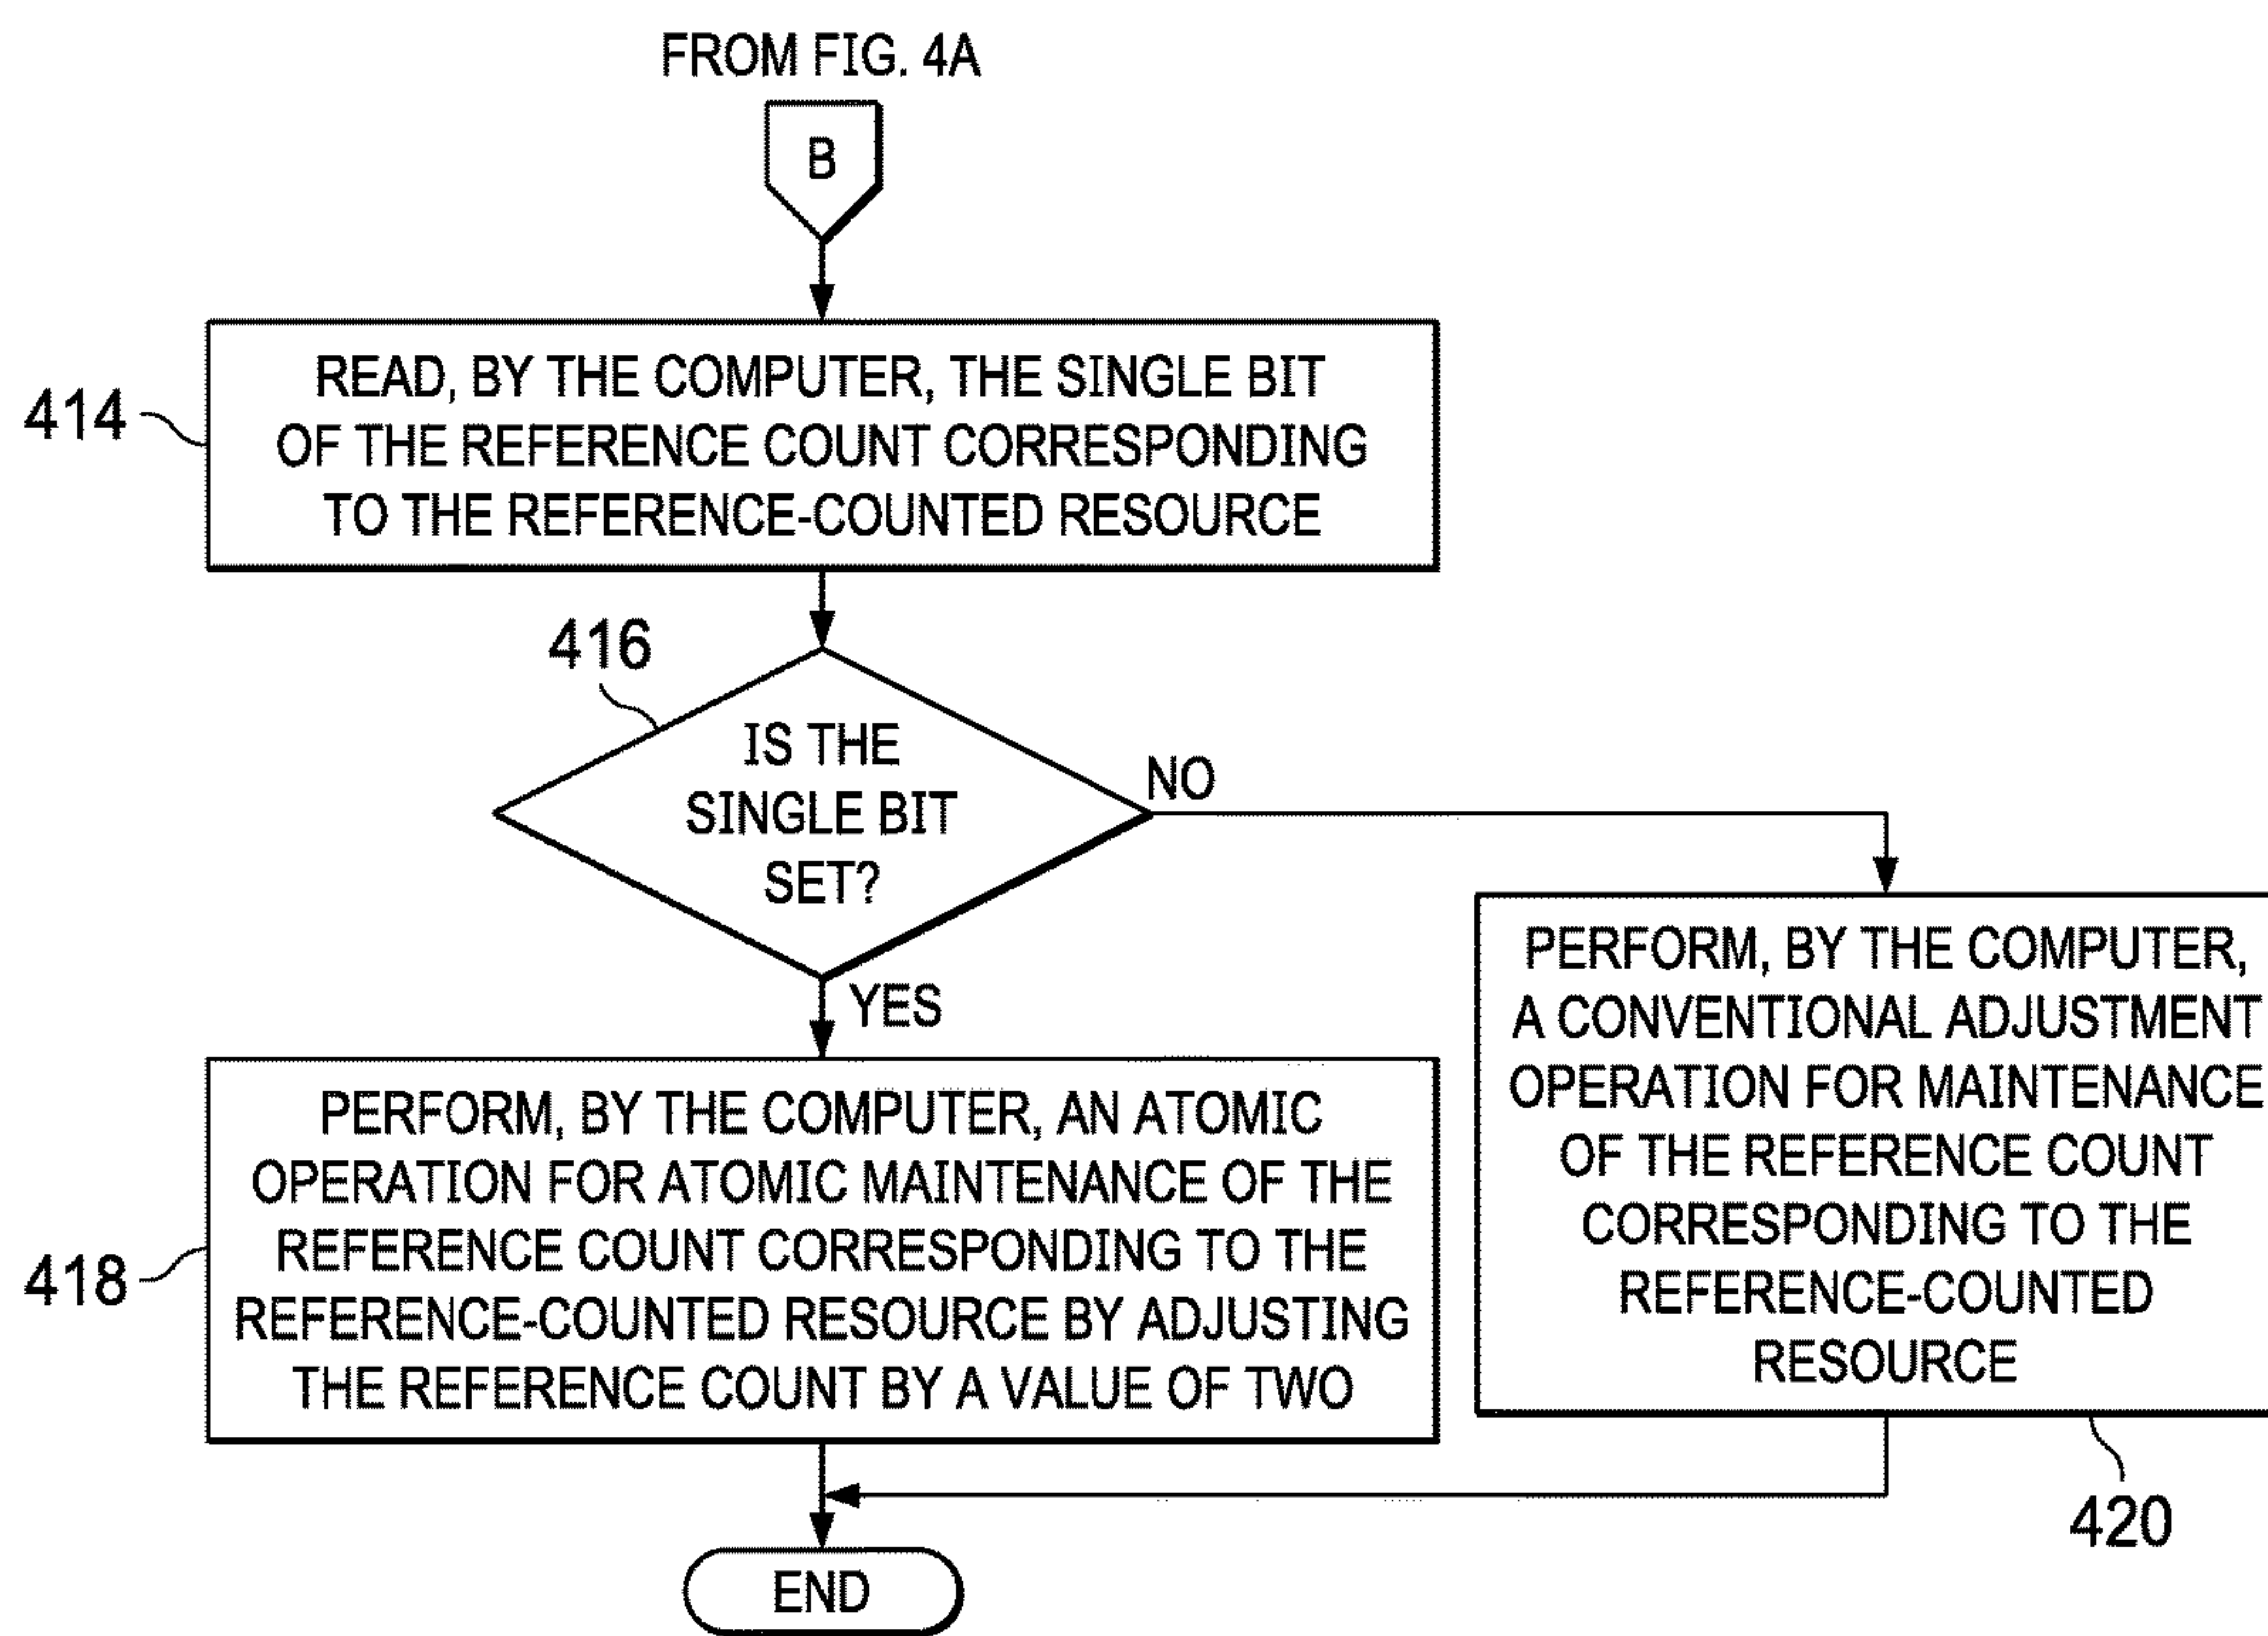 FROM FIG. 4A
B
414
READ, BY THE COMPUTER, THE SINGLE BIT
OF THE REFERENCE COUNT CORRESPONDING
TO THE REFERENCE-COUNTED RESOURCE
416
IS THE
SINGLE BIT
SET?
NO
YES
418
PERFORM, BY THE COMPUTER, AN ATOMIC
OPERATION FOR ATOMIC MAINTENANCE OF THE
REFERENCE COUNT CORRESPONDING TO THE
REFERENCE-COUNTED RESOURCE BY ADJUSTING
THE REFERENCE COUNT BY A VALUE OF TWO
PERFORM, BY THE COMPUTER,
A CONVENTIONAL ADJUSTMENT
OPERATION FOR MAINTENANCE
OF THE REFERENCE COUNT
CORRESPONDING TO THE
REFERENCE-COUNTED
RESOURCE
420
END